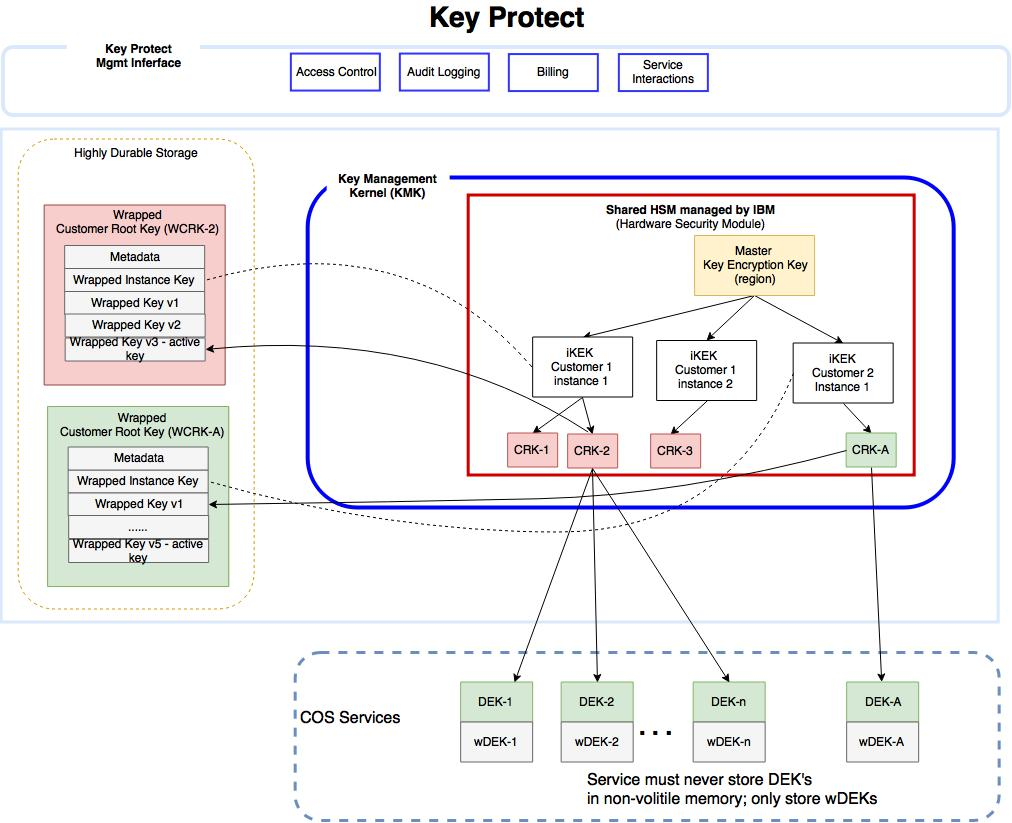 Key Protect
Key Protect
Mgmt Inferface
Access Control
Audit Logging
Billing
Service
Interactions
Highly Durable Storage
Wrapped
Customer Root Key (WCRK-2)
Metadata
Wrapped Instance Key
Wrapped Key v1
Wrapped Key v2
Wrapped Key v3 - active
key
Wrapped
Customer Root Key (WCRK-A)
Metadata
Wrapped Instance Key
Wrapped Key v1
......
Wrapped Key v5 - active
key
Key Management
Kernel (KMK)
Shared HSM managed by IBM
(Hardware Security Module)
Master
Key Encryption Key
(region)
iKEK
Customer 1
instance 1
iKEK
Customer 1
instance 2
iKEK
Customer 2
Instance 1
CRK-1
CRK-2
CRK-3
CRK-A
COS Services
DEK-1
wDEK-1
DEK-2
wDEK-2
...
DEK-n
wDEK-n
DEK-A
wDEK-A
Service must never store DEK's
in non-volitile memory; only store wDEKs